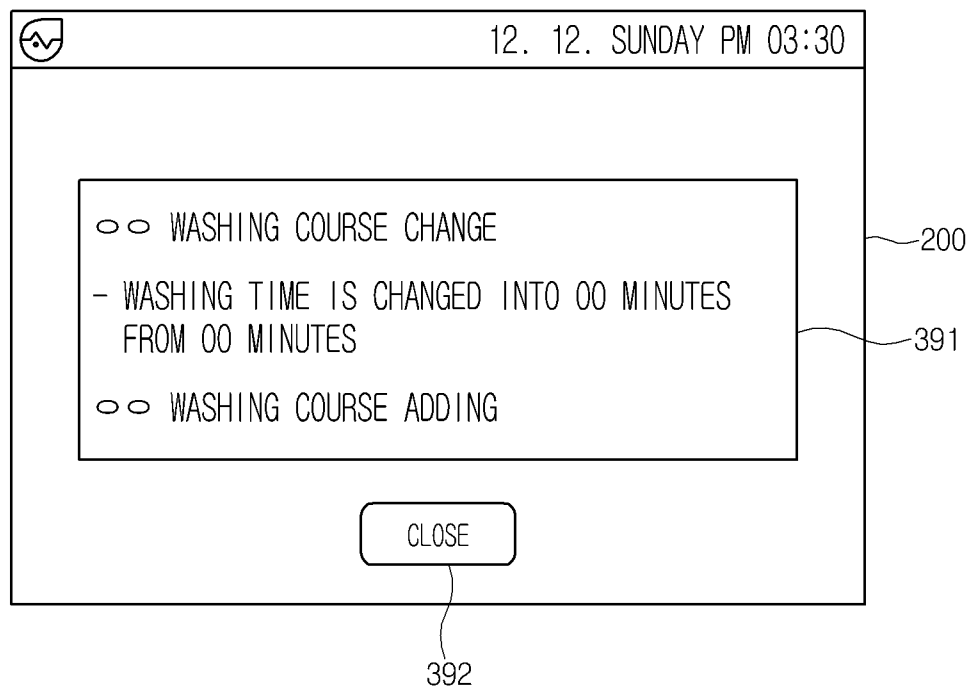 12. 12. SUNDAY PM 03:30
○○ WASHING COURSE CHANGE
- WASHING TIME IS CHANGED INTO 00 MINUTES
FROM 00 MINUTES
○○ WASHING COURSE ADDING
CLOSE
200
391
392